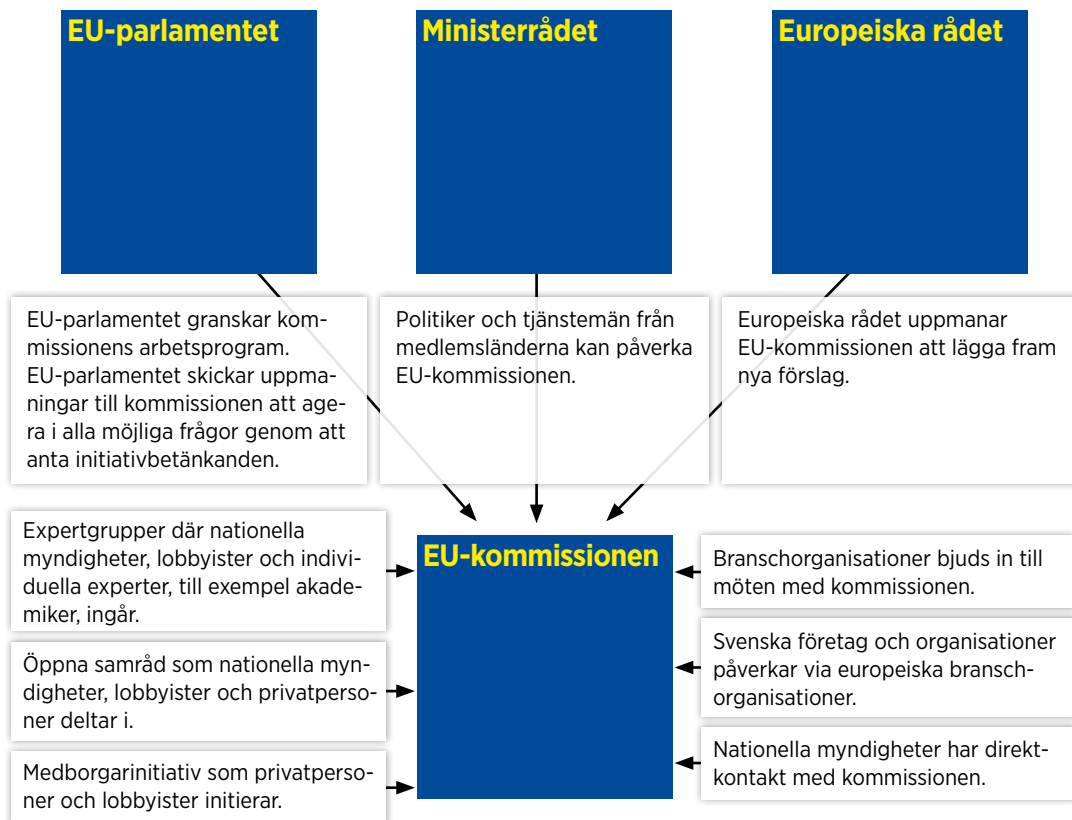 EU-parlamentet
Ministerrådet
Europeiska rådet
EU-parlamentet granskar kom-
missionens arbetsprogram.
EU-parlamentet skickar uppma-
ningar till kommissionen att age-
ra i alla möjliga frågor genom att
anta initiativbetänkanden.
Politiker och tjänstemän från
medlemsländerna kan påverka
EU-kommissionen.
Europeiska rådet uppmanar
EU-kommissionen att lägga fram
nya förslag.
Expertgrupper där nationella
myndigheter, lobbyister och indivi-
duella experter, till exempel akade-
miker, ingår.
Öppna samråd som nationella myn-
digheter, lobbyister och privatperso-
ner deltar i.
Medborgarinitiativ som privatperso-
ner och lobbyister initierar.
EU-kommissionen
Branschorganisationer bjuds in till
möten med kommissionen.
Svenska företag och organisationer
påverkar via europeiska bransch-
organisationer.
Nationella myndigheter har direkt-
kontakt med kommissionen.